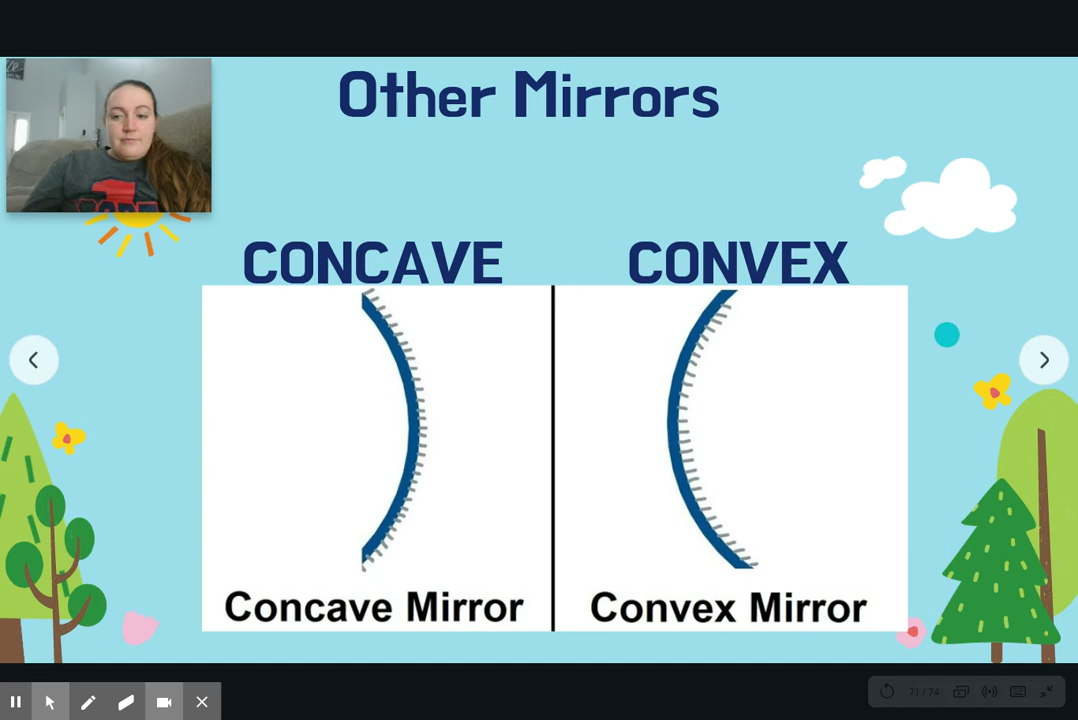 Other Mirrors
CONCAVE
CONVEX
Concave Mirror
Convex Mirror
71 / 74